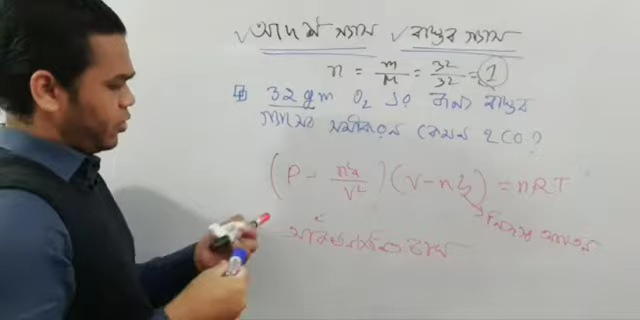 √ আদর্শ গ্যাস √ বাস্তব গ্যাস
n = m/M = 32/32 = 1
32 gm O₂ এর জন্য বাস্তব
গ্যাসের সমীকরণ কেমন হবে?
(P - n²a/V²) (V - nb) = nRT
আয়তন
চাপ